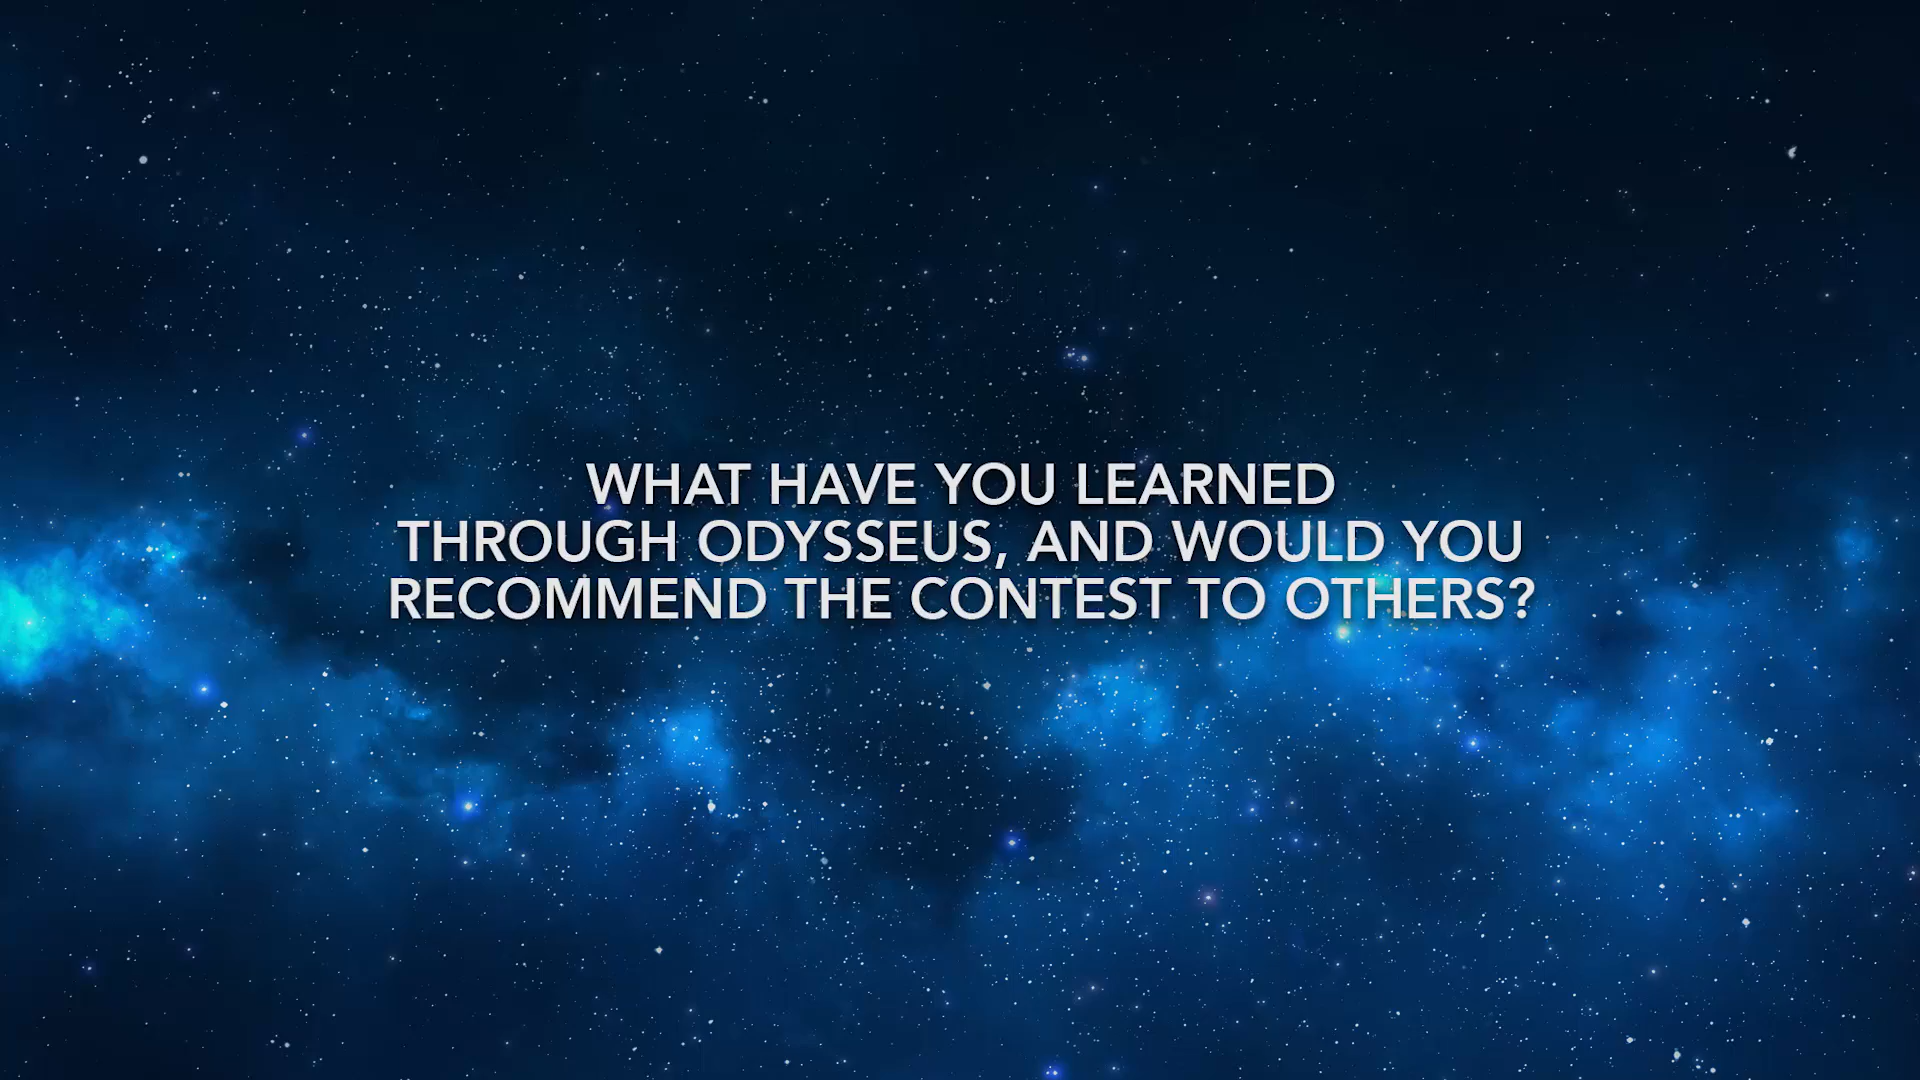 WHAT HAVE YOU LEARNED
THROUGH ODYSSEUS, AND WOULD YOU
RECOMMEND THE CONTEST TO OTHERS?